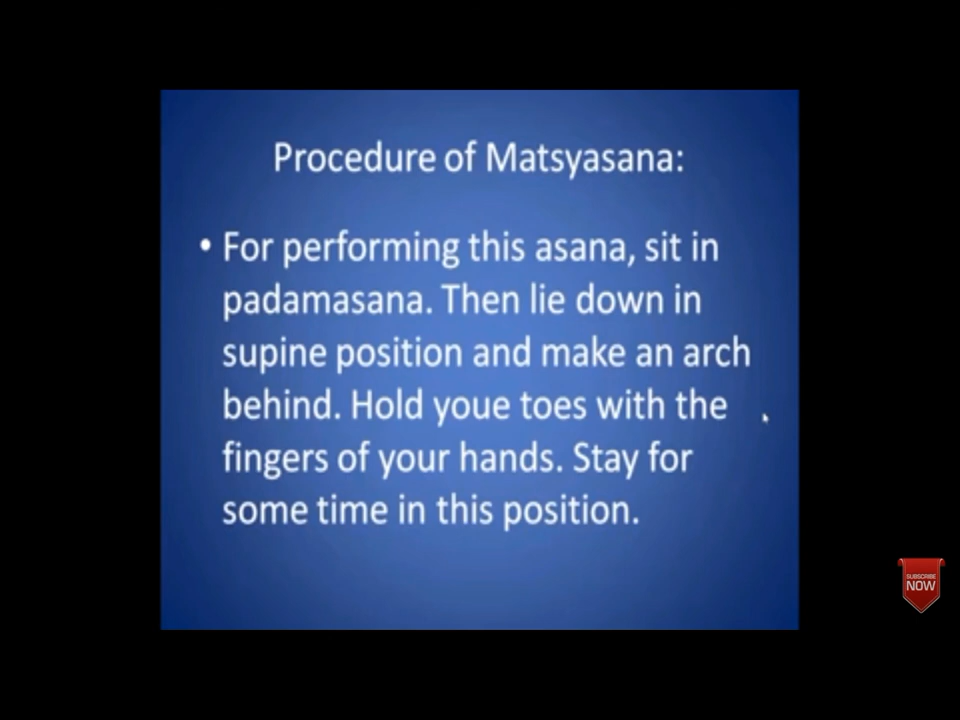 Procedure of Matsyasana:
• For performing this asana, sit in
padamasana. Then lie down in
supine position and make an arch
behind. Hold youe toes with the
fingers of your hands. Stay for
some time in this position.
SUBSCRIBE
NOW